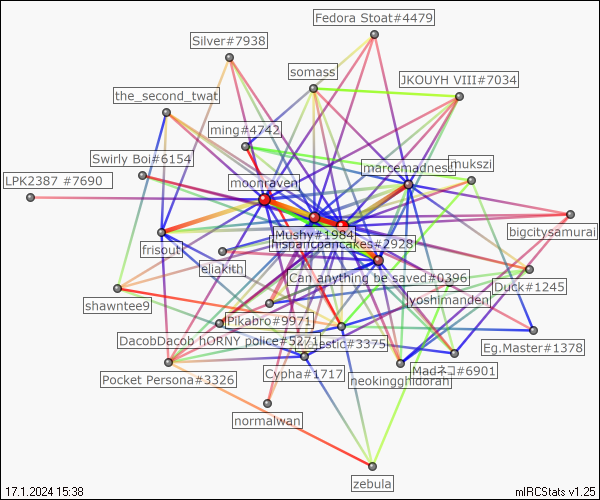 Fedora Stoat#4479
Silver#7938
somass
JKOUYH VIII#7034
the_second_twat
ming#4742
Swirly Boi#6154
marcemadness
mukszi
LPK2387 #7690
moonraven
Mushy#1984
bigcitysamurai
frisout
hispanicpancakes#2928
eliakith
Can anything be saved#0396
Duck#1245
shawntee9
yoshimanden
Pikabro#9971
DacobDacob hORNY police#5271
estic#3375
Eg.Master#1378
Pocket Persona#3326
Cypha#1717
neokingghidorah
Madネコ#6901
normalwan
zebula
17.1.2024 15:38
mIRCStats v1.25